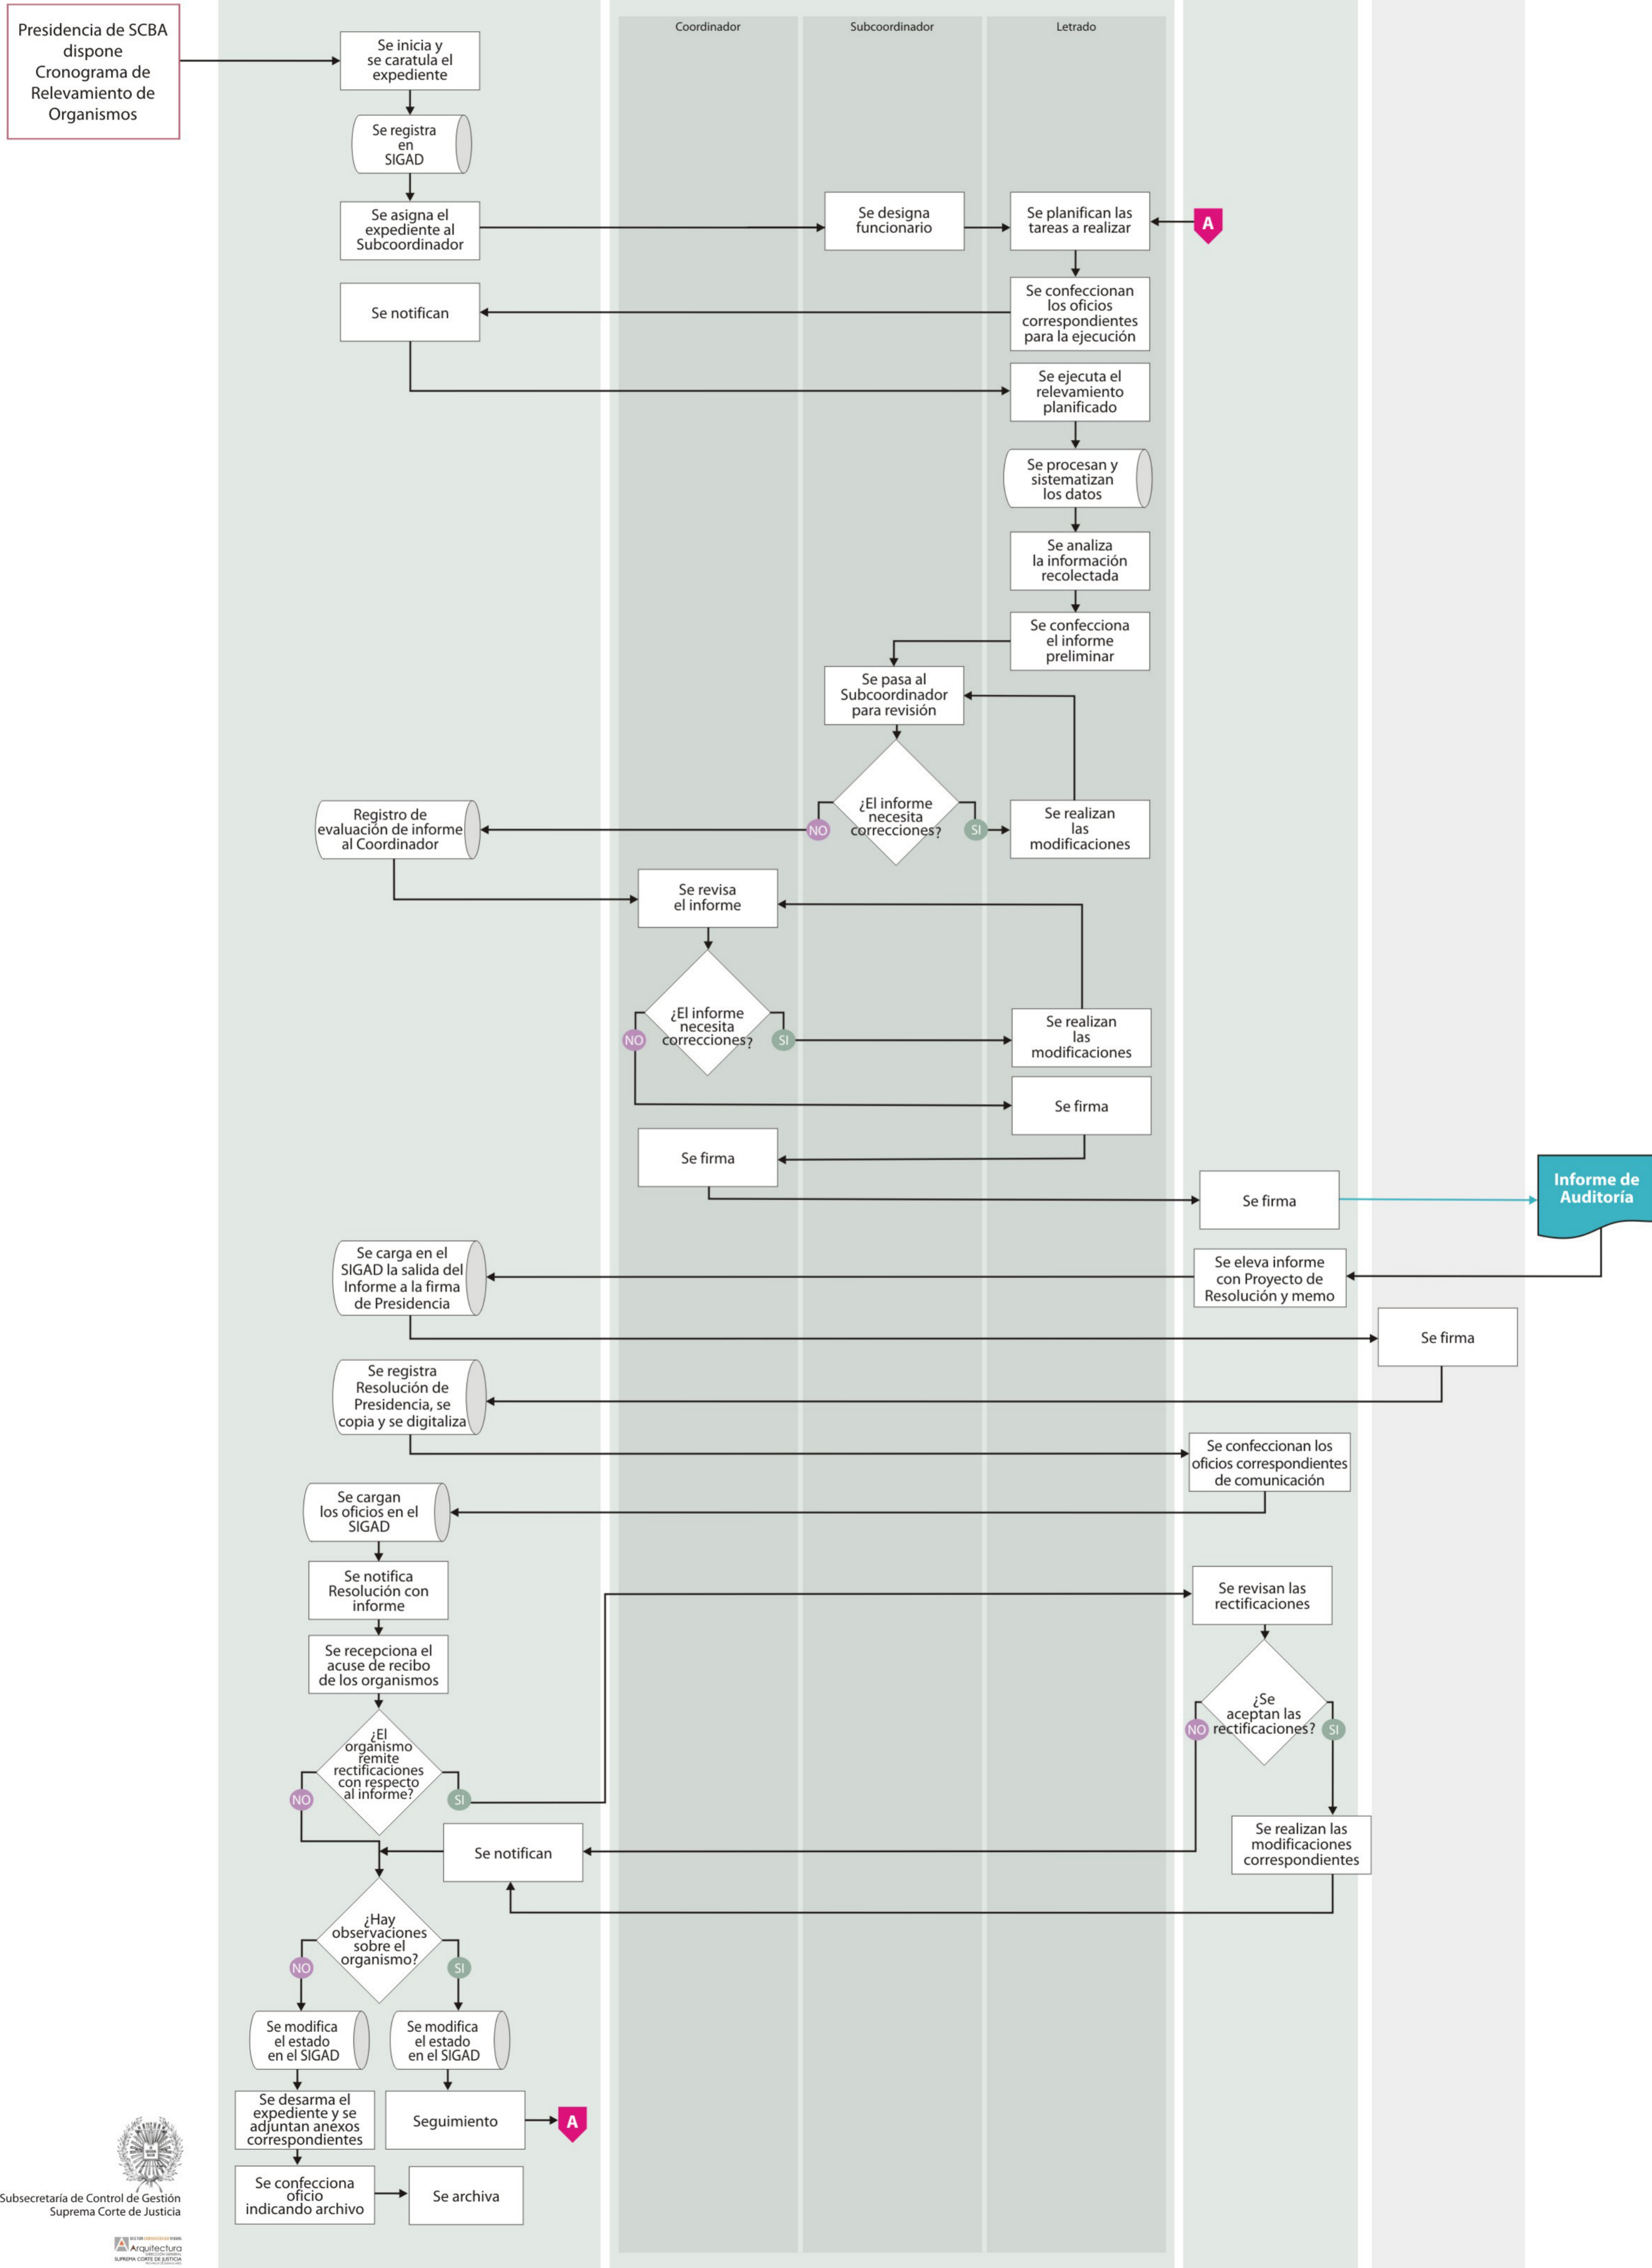 Presidencia de SCBA
dispone
Cronograma de
Relevamiento de
Organismos
Coordinador
Subcoordinador
Letrado
Se inicia y
se caratula el
expediente
Se registra
en
SIGAD
Se asigna el
expediente al
Subcoordinador
Se designa
funcionario
Se planifican las
tareas a realizar
A
Se notifican
Se confeccionan
los oficios
correspondientes
para la ejecución
Se ejecuta el
relevamiento
planificado
Se procesan y
sistematizan
los datos
Se analiza
la información
recolectada
Se confecciona
el informe
preliminar
Se pasa al
Subcoordinador
para revisión
¿El informe
necesita
correcciones?
NO
SI
Se realizan
las
modificaciones
Registro de
evaluación de informe
al Coordinador
Se revisa
el informe
¿El informe
necesita
correcciones?
NO
SI
Se realizan
las
modificaciones
Se firma
Se firma
Se firma
Informe de
Auditoría
Se eleva informe
con Proyecto de
Resolución y memo
Se carga en el
SIGAD la salida del
Informe a la firma
de Presidencia
Se firma
Se registra
Resolución de
Presidencia, se
copia y se digitaliza
Se confeccionan los
oficios correspondientes
de comunicación
Se cargan
los oficios en el
SIGAD
Se notifica
Resolución con
informe
Se recepciona el
acuse de recibo
de los organismos
¿El
organismo
remite
rectificaciones
con respecto
al informe?
NO
SI
Se revisan las
rectificaciones
¿Se
aceptan las
rectificaciones?
NO
SI
Se realizan las
modificaciones
correspondientes
Se notifican
¿Hay
observaciones
sobre el
organismo?
NO
SI
Se modifica
el estado
en el SIGAD
Se modifica
el estado
en el SIGAD
Se desarma el
expediente y se
adjuntan anexos
correspondientes
Seguimiento
A
Se confecciona
oficio
indicando archivo
Se archiva
Subsecretaría de Control de Gestión
Suprema Corte de Justicia
Arquitectura
SUPREMA CORTE DE JUSTICIA